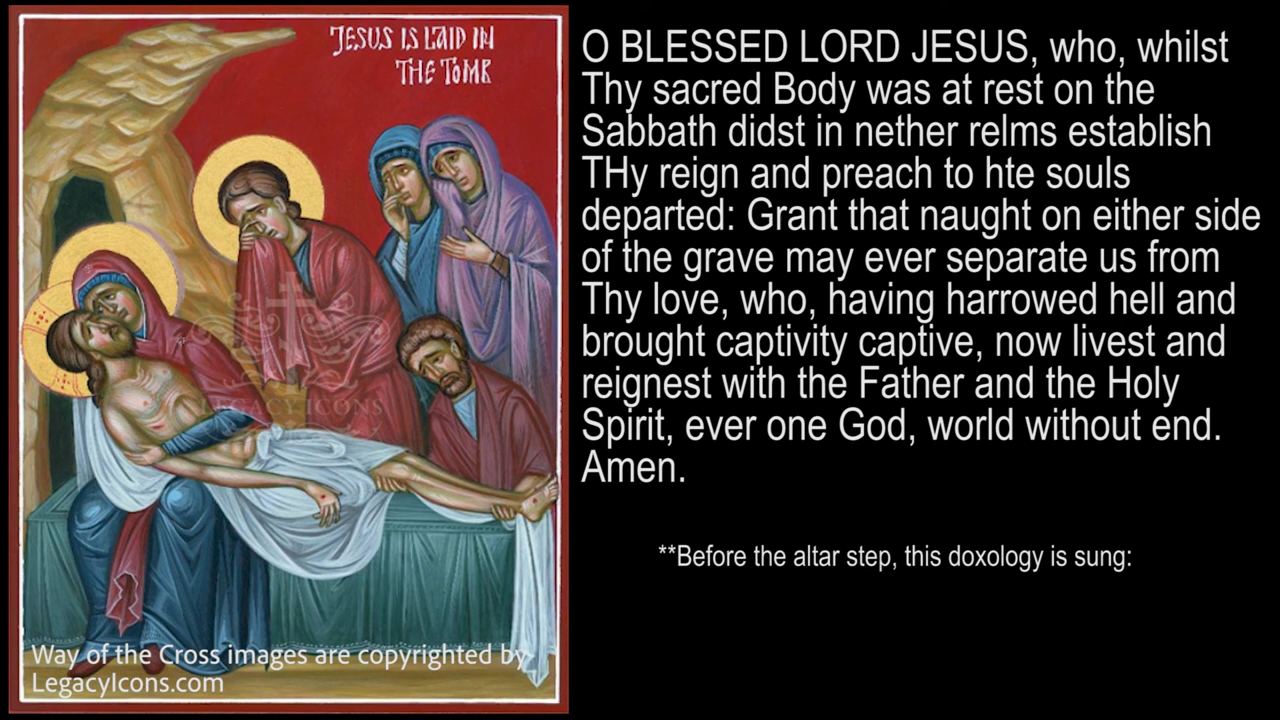 JESUS IS LAID IN
THE TOMB
O BLESSED LORD JESUS, who, whilst
Thy sacred Body was at rest on the
Sabbath didst in nether relms establish
THy reign and preach to hte souls
departed: Grant that naught on either side
of the grave may ever separate us from
Thy love, who, having harrowed hell and
brought captivity captive, now livest and
reignest with the Father and the Holy
Spirit, ever one God, world without end.
Amen.
**Before the altar step, this doxology is sung:
LEGACY ICONS
Way of the Cross images are copyrighted by
LegacyIcons.com